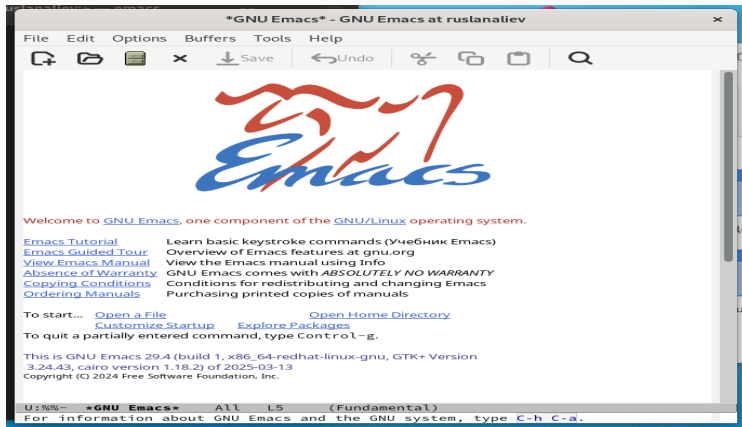 *GNU Emacs* - GNU Emacs at ruslanaliev
File Edit Options Buffers Tools Help
Save Undo
GNU
Emacs
Welcome to GNU Emacs, one component of the GNU/Linux operating system.
Emacs Tutorial Learn basic keystroke commands (Учебник Emacs)
Emacs Guided Tour Overview of Emacs features at gnu.org
View Emacs Manual View the Emacs manual using Info
Absence of Warranty GNU Emacs comes with ABSOLUTELY NO WARRANTY
Copying Conditions Conditions for redistributing and changing Emacs
Ordering Manuals Purchasing printed copies of manuals
To start... Open a File Open Home Directory
Customize Startup Explore Packages
To quit a partially entered command, type Control-g.
This is GNU Emacs 29.4 (build 1, x86_64-redhat-linux-gnu, GTK+ Version
3.24.43, cairo version 1.18.2) of 2025-03-13
Copyright (C) 2024 Free Software Foundation, Inc.
U:%%- *GNU Emacs* All L5 (Fundamental)
For information about GNU Emacs and the GNU system, type C-h C-a.